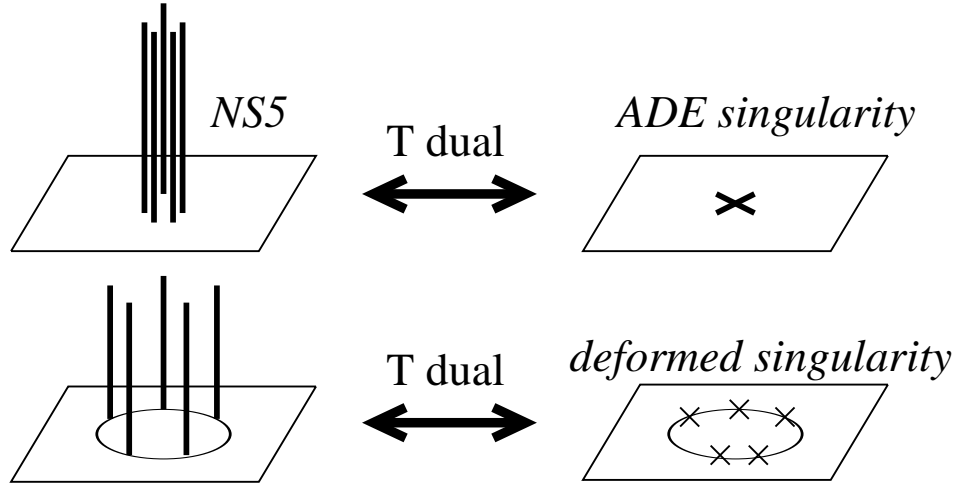 NS5
T dual
ADE singularity
T dual
deformed singularity